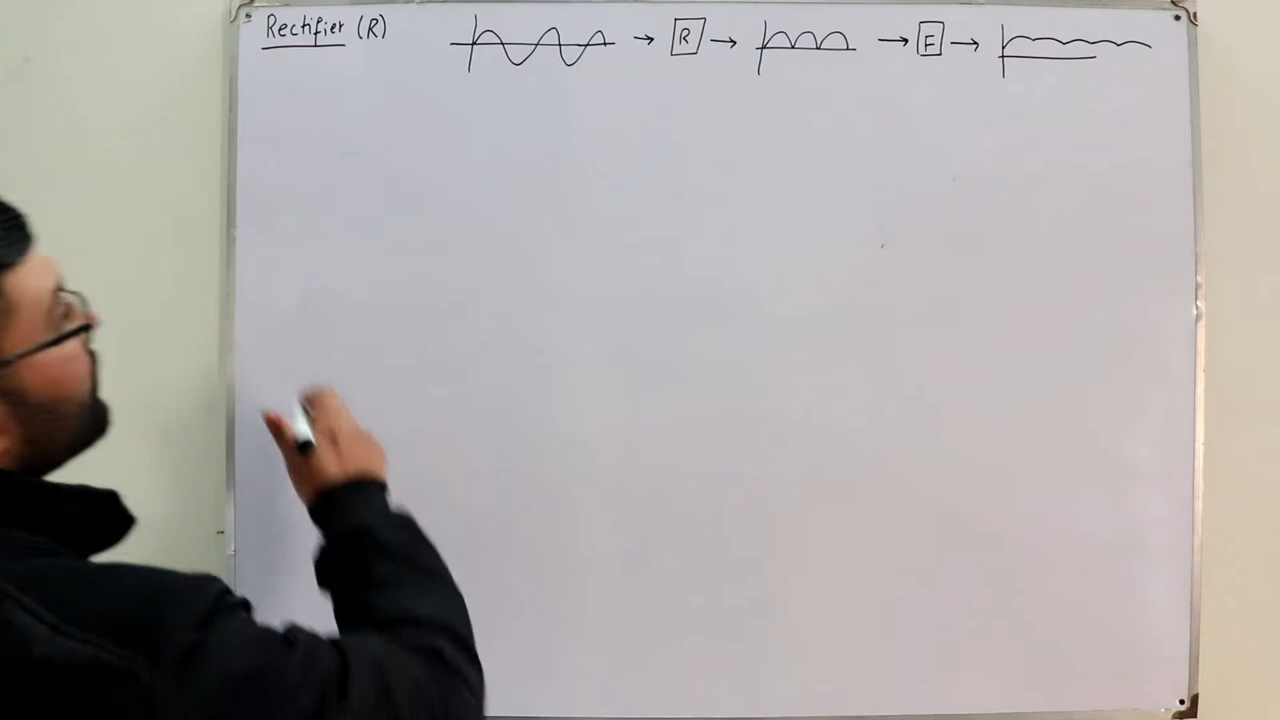 Rectifier (R) → R → → F →